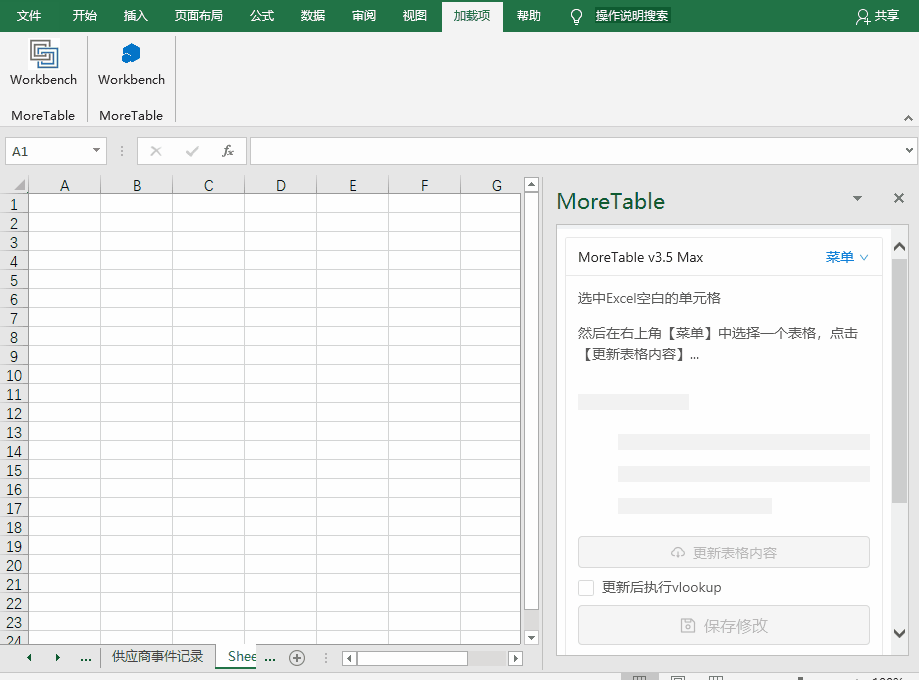 文件 开始 插入 页面布局 公式 数据 审阅 视图 加载项 帮助 操作说明搜索 共享
Workbench Workbench
MoreTable MoreTable
A1 fx
A B C D E F G
1
2
3
4
5
6
7
8
9
10
11
12
13
14
15
16
17
18
19
20
21
22
23
24
MoreTable
MoreTable v3.5 Max 菜单
选中Excel空白的单元格
然后在右上角【菜单】中选择一个表格，点击
【更新表格内容】...
更新表格内容
更新后执行vlookup
保存修改
... 供应商事件记录 Shee ...
100%